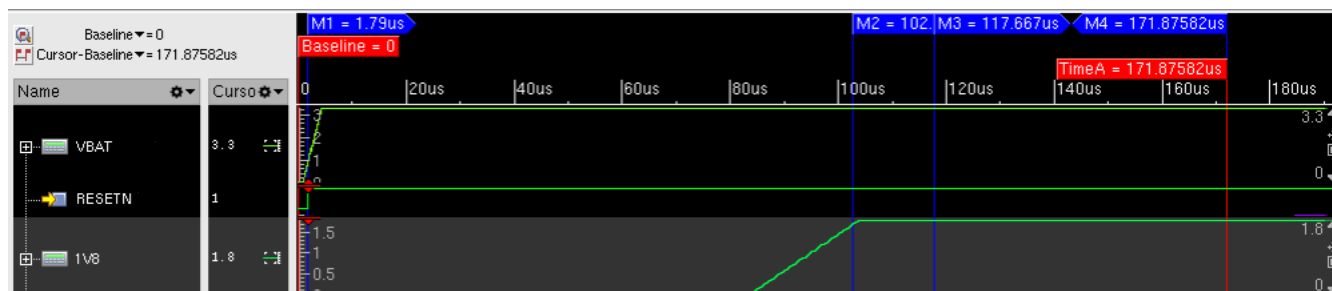 Baseline▼=0
Cursor-Baseline▼=171.87582us
M1 = 1.79us
M2 = 102.
M3 = 117.667us
M4 = 171.87582us
Baseline = 0
TimeA = 171.87582us
Name
Curso
0 20us 40us 60us 80us 100us 120us 140us 160us 180us
VBAT 3.3
3
2
1
0
3.3
0
RESETN 1
1V8 1.8
1.5
1
0.5
1.8
0